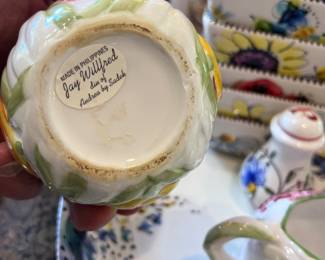 MADE IN PHILIPPINES
Jay Willfred
div of
Andrea by Sadek